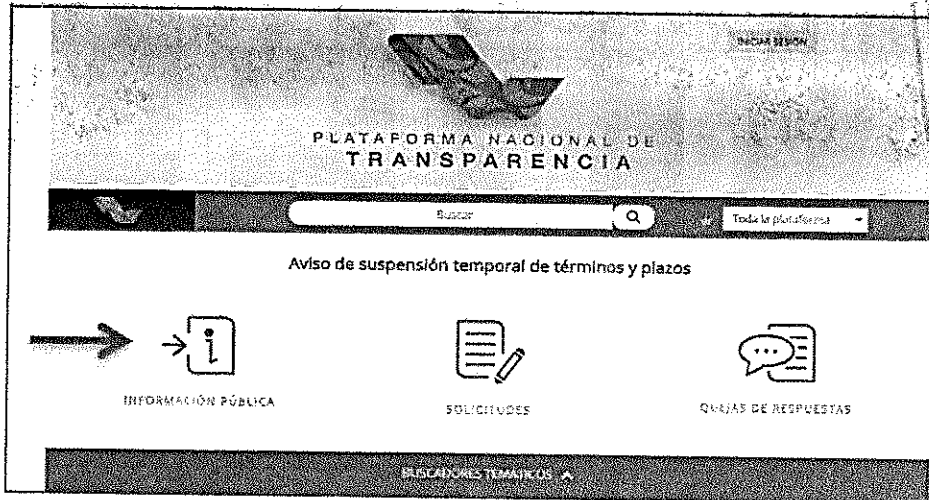 INICIAR SESIÓN
PLATAFORMA NACIONAL DE
TRANSPARENCIA
Buscar
Toda la plataforma
Aviso de suspensión temporal de términos y plazos
INFORMACIÓN PÚBLICA
SOLICITUDES
QUEJAS DE RESPUESTAS
BUSCADORES TEMÁTICOS